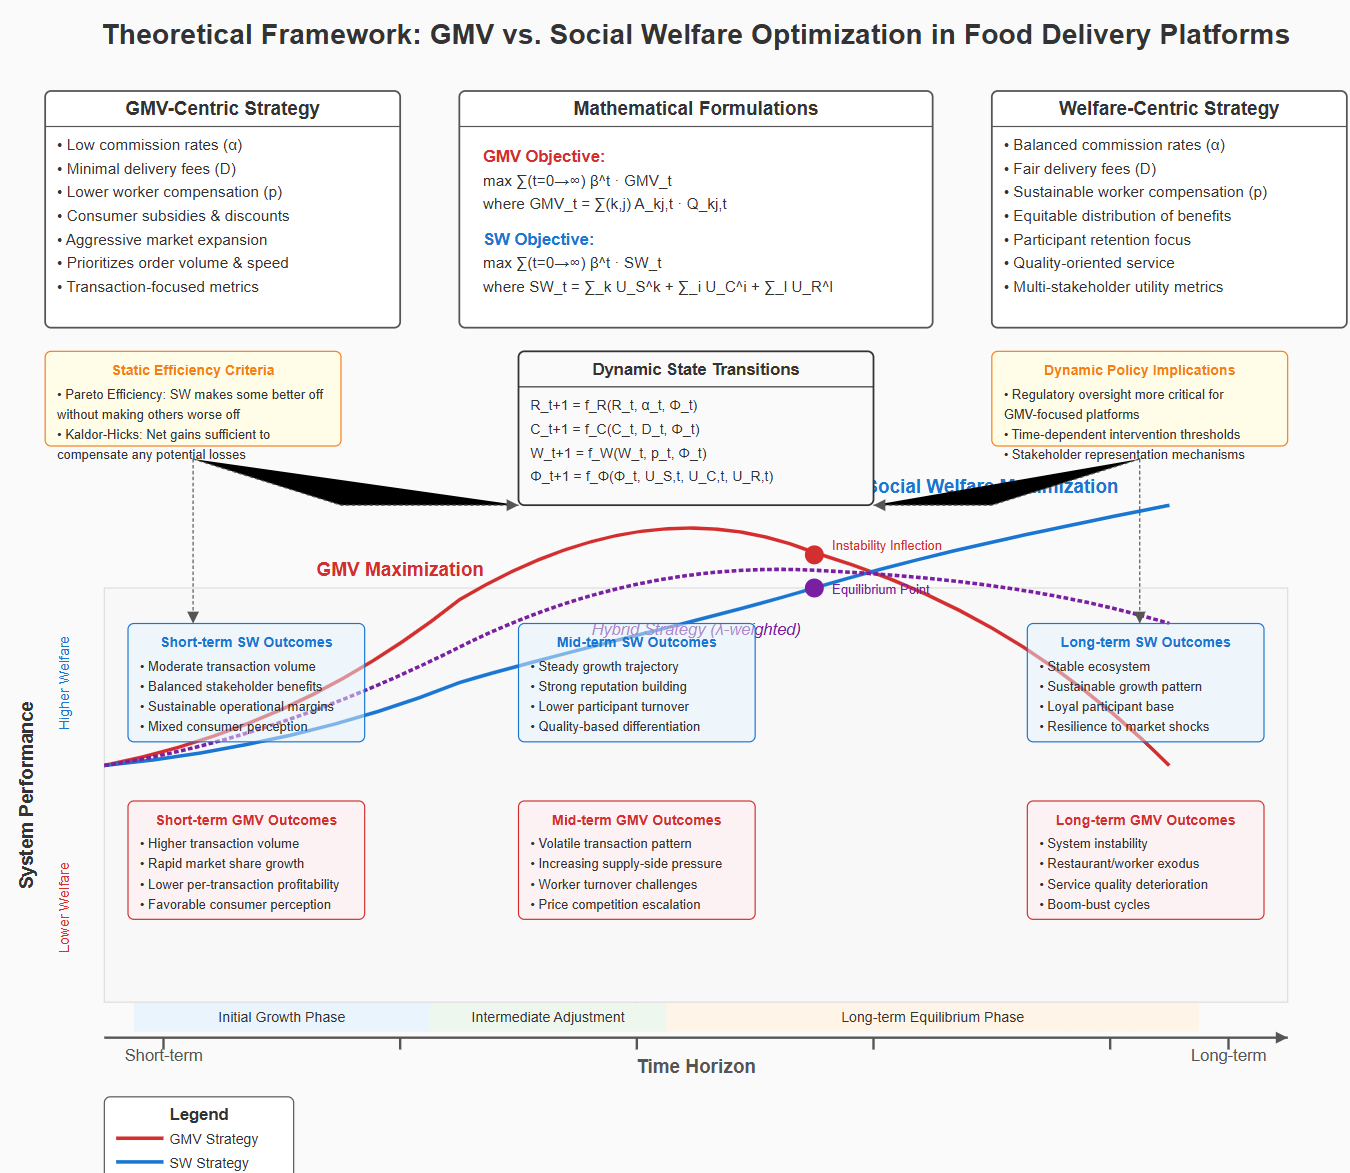 Theoretical Framework: GMV vs. Social Welfare Optimization in Food Delivery Platforms
GMV-Centric Strategy
• Low commission rates (α)
• Minimal delivery fees (D)
• Lower worker compensation (p)
• Consumer subsidies & discounts
• Aggressive market expansion
• Prioritizes order volume & speed
• Transaction-focused metrics
Mathematical Formulations
GMV Objective:
max ∑(t=0→∞) β^t · GMV_t
where GMV_t = ∑(k,j) A_kj,t · Q_kj,t
SW Objective:
max ∑(t=0→∞) β^t · SW_t
where SW_t = ∑_k U_S^k + ∑_i U_C^i + ∑_l U_R^l
Welfare-Centric Strategy
• Balanced commission rates (α)
• Fair delivery fees (D)
• Sustainable worker compensation (p)
• Equitable distribution of benefits
• Participant retention focus
• Quality-oriented service
• Multi-stakeholder utility metrics
Static Efficiency Criteria
• Pareto Efficiency: SW makes some better off
without making others worse off
• Kaldor-Hicks: Net gains sufficient to
compensate any potential losses
Dynamic State Transitions
R_t+1 = f_R(R_t, α_t, Φ_t)
C_t+1 = f_C(C_t, D_t, Φ_t)
W_t+1 = f_W(W_t, p_t, Φ_t)
Φ_t+1 = f_Φ(Φ_t, U_S,t, U_C,t, U_R,t)
Dynamic Policy Implications
• Regulatory oversight more critical for
GMV-focused platforms
• Time-dependent intervention thresholds
• Stakeholder representation mechanisms
Social Welfare Maximization
GMV Maximization
Instability Inflection
Equilibrium Point
Hybrid Strategy (λ-weighted)
System Performance
Higher Welfare
Lower Welfare
Short-term SW Outcomes
• Moderate transaction volume
• Balanced stakeholder benefits
• Sustainable operational margins
• Mixed consumer perception
Mid-term SW Outcomes
• Steady growth trajectory
• Strong reputation building
• Lower participant turnover
• Quality-based differentiation
Long-term SW Outcomes
• Stable ecosystem
• Sustainable growth pattern
• Loyal participant base
• Resilience to market shocks
Short-term GMV Outcomes
• Higher transaction volume
• Rapid market share growth
• Lower per-transaction profitability
• Favorable consumer perception
Mid-term GMV Outcomes
• Volatile transaction pattern
• Increasing supply-side pressure
• Worker turnover challenges
• Price competition escalation
Long-term GMV Outcomes
• System instability
• Restaurant/worker exodus
• Service quality deterioration
• Boom-bust cycles
Initial Growth Phase
Intermediate Adjustment
Long-term Equilibrium Phase
Short-term
Long-term
Time Horizon
Legend
GMV Strategy
SW Strategy